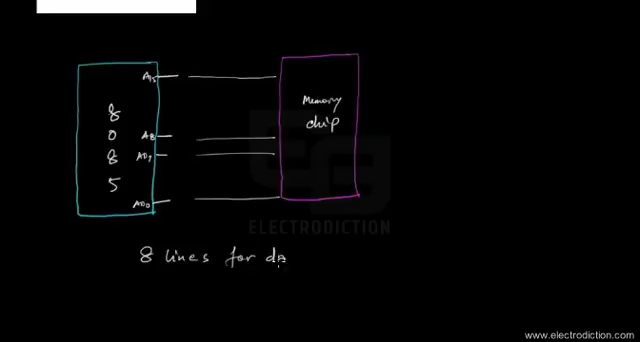 A15
8
0
8
5
A8
AD7
AD0
Memory
chip
ELECTRODICTION
8 lines for da
www.electrodiction.com